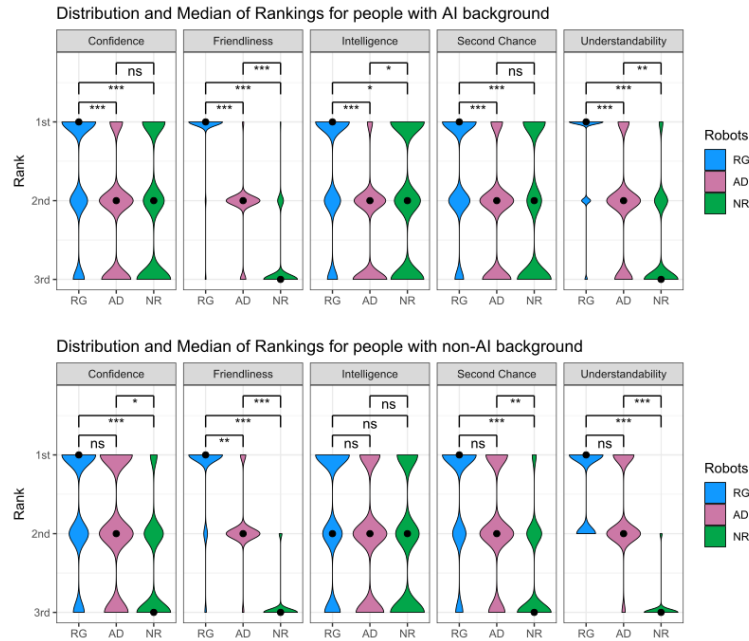 Distribution and Median of Rankings for people with AI background
Confidence Friendliness Intelligence Second Chance Understandability
ns *** * ns **
*** *** * *** ***
*** *** *** *** ***
Rank
1st
2nd
3rd
RG AD NR RG AD NR RG AD NR RG AD NR RG AD NR
Robots
RG
AD
NR
Distribution and Median of Rankings for people with non-AI background
Confidence Friendliness Intelligence Second Chance Understandability
* *** ns ** ***
*** *** ns *** ***
ns ** ns ns ns
Rank
1st
2nd
3rd
RG AD NR RG AD NR RG AD NR RG AD NR RG AD NR
Robots
RG
AD
NR